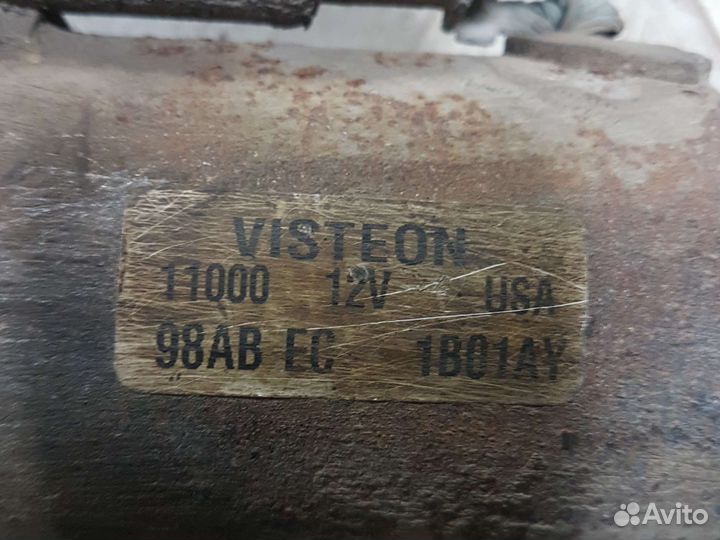 VISTEON
11000 12V USA
98AB EC 1B01AY
Avito